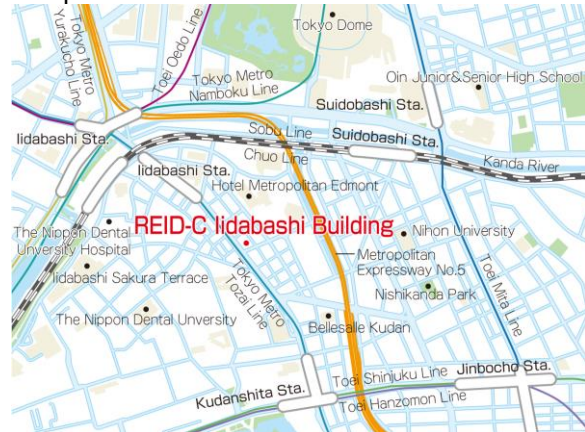 Tokyo Metro
Yurakucho Line
Toei Oedo Line
Tokyo Dome
Tokyo Metro
Namboku Line
Oin Junior&Senior High School
Suidobashi Sta.
Iidabashi Sta.
Sobu Line
Suidobashi Sta.
Chuo Line
Kanda River
Iidabashi Sta.
Hotel Metropolitan Edmont
REID-C Iidabashi Building
The Nippon Dental
Unversity Hospital
Nihon University
Iidabashi Sakura Terrace
Metropolitan
Expressway No.5
Toei Mita Line
Tokyo Metro
Tozai Line
Nishikanda Park
The Nippon Dental Unversity
Bellesalle Kudan
Toei Shinjuku Line
Jinbocho Sta.
Kudanshita Sta.
Toei Hanzomon Line